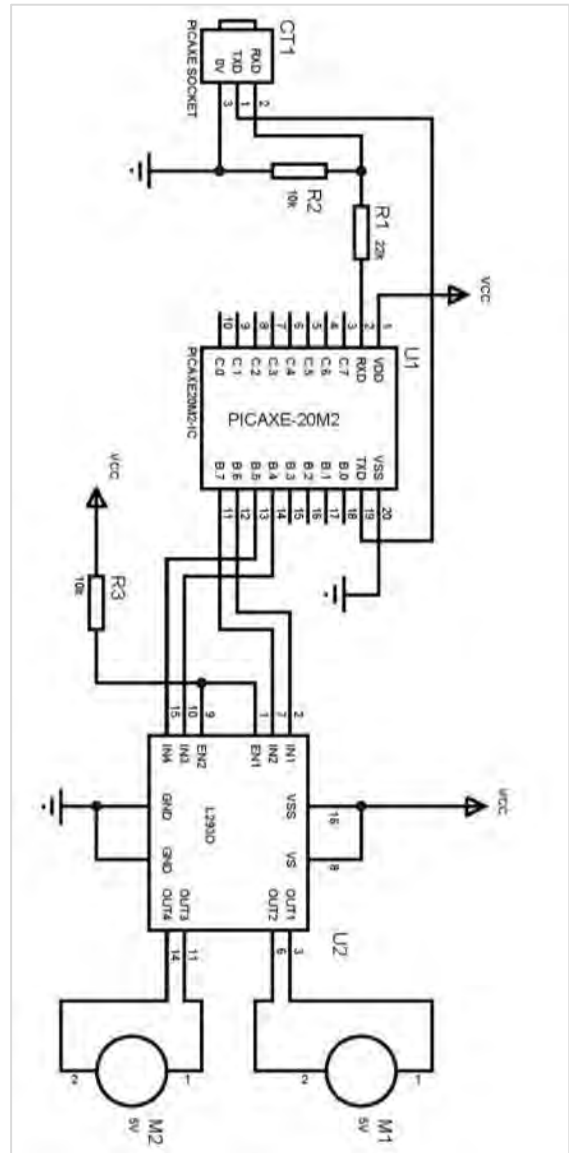 CT1
RXD
TXD
0V
2
1
3
PICAXE SOCKET
R2
10k
R1
22k
VCC
U1
1
VDD
2
RXD
3
C.7
4
C.6
5
C.5
6
C.4
7
C.3
8
C.2
9
C.1
10
C.0
PICAXE20M2-IC
PICAXE-20M2
VSS
20
TXD
19
B.0
18
B.1
17
B.2
16
B.3
15
B.4
14
B.5
13
B.6
12
B.7
11
VCC
R3
10k
2
IN1
7
IN2
1
EN1
9
EN2
10
IN3
15
IN4
VSS
16
VS
8
VCC
GND
GND
L293D
U2
OUT1
3
OUT2
6
OUT3
11
OUT4
14
M1
5V
1
2
M2
5V
1
2